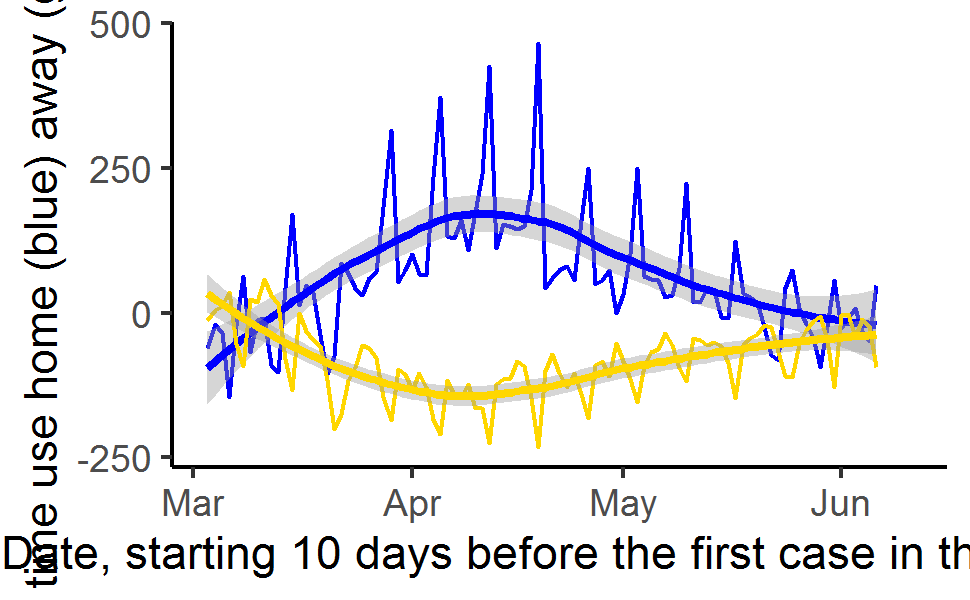 time use home (blue) away (g
500
250
0
-250
Mar Apr May Jun
Date, starting 10 days before the first case in th